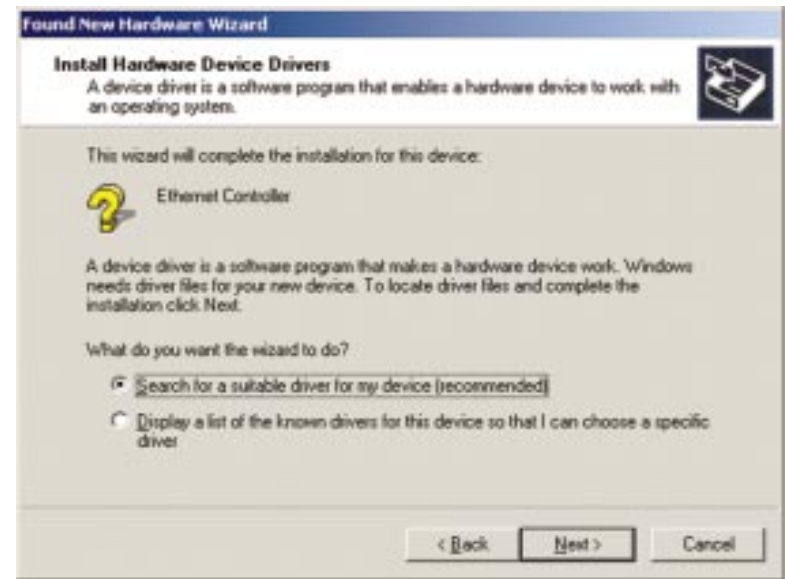 Found New Hardware Wizard
Install Hardware Device Drivers
A device driver is a software program that enables a hardware device to work with
an operating system.
This wizard will complete the installation for this device:
Ethernet Controller
A device driver is a software program that makes a hardware device work. Windows
needs driver files for your new device. To locate driver files and complete the
installation click Next.
What do you want the wizard to do?
Search for a suitable driver for my device (recommended)
Display a list of the known drivers for this device so that I can choose a specific
driver
< Back
Next >
Cancel